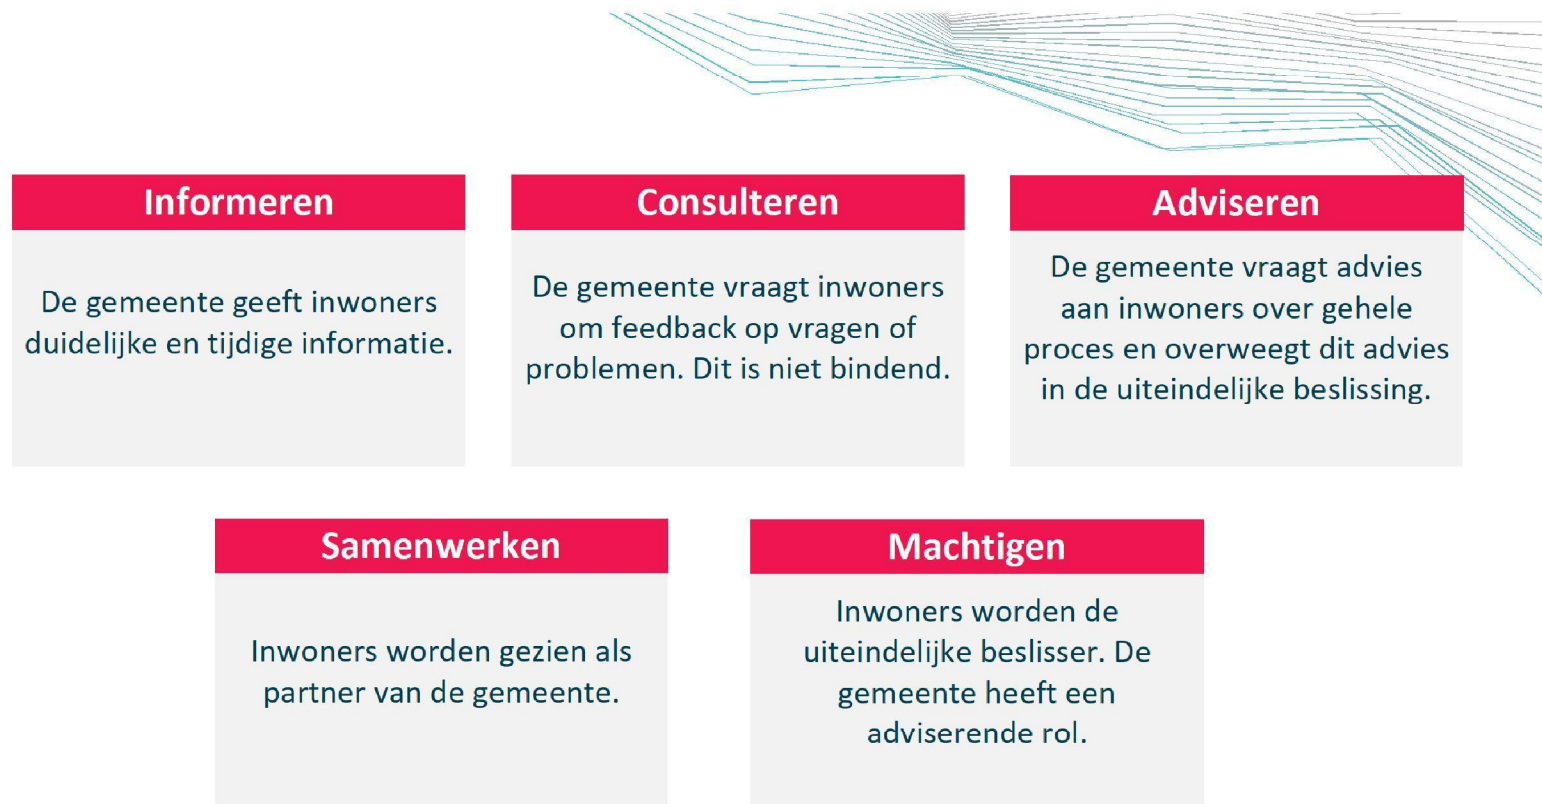 Informeren
De gemeente geeft inwoners
duidelijke en tijdige informatie.
Consulteren
De gemeente vraagt inwoners
om feedback op vragen of
problemen. Dit is niet bindend.
Adviseren
De gemeente vraagt advies
aan inwoners over gehele
proces en overweegt dit advies
in de uiteindelijke beslissing.
Samenwerken
Inwoners worden gezien als
partner van de gemeente.
Machtigen
Inwoners worden de
uiteindelijke beslisser. De
gemeente heeft een
adviserende rol.